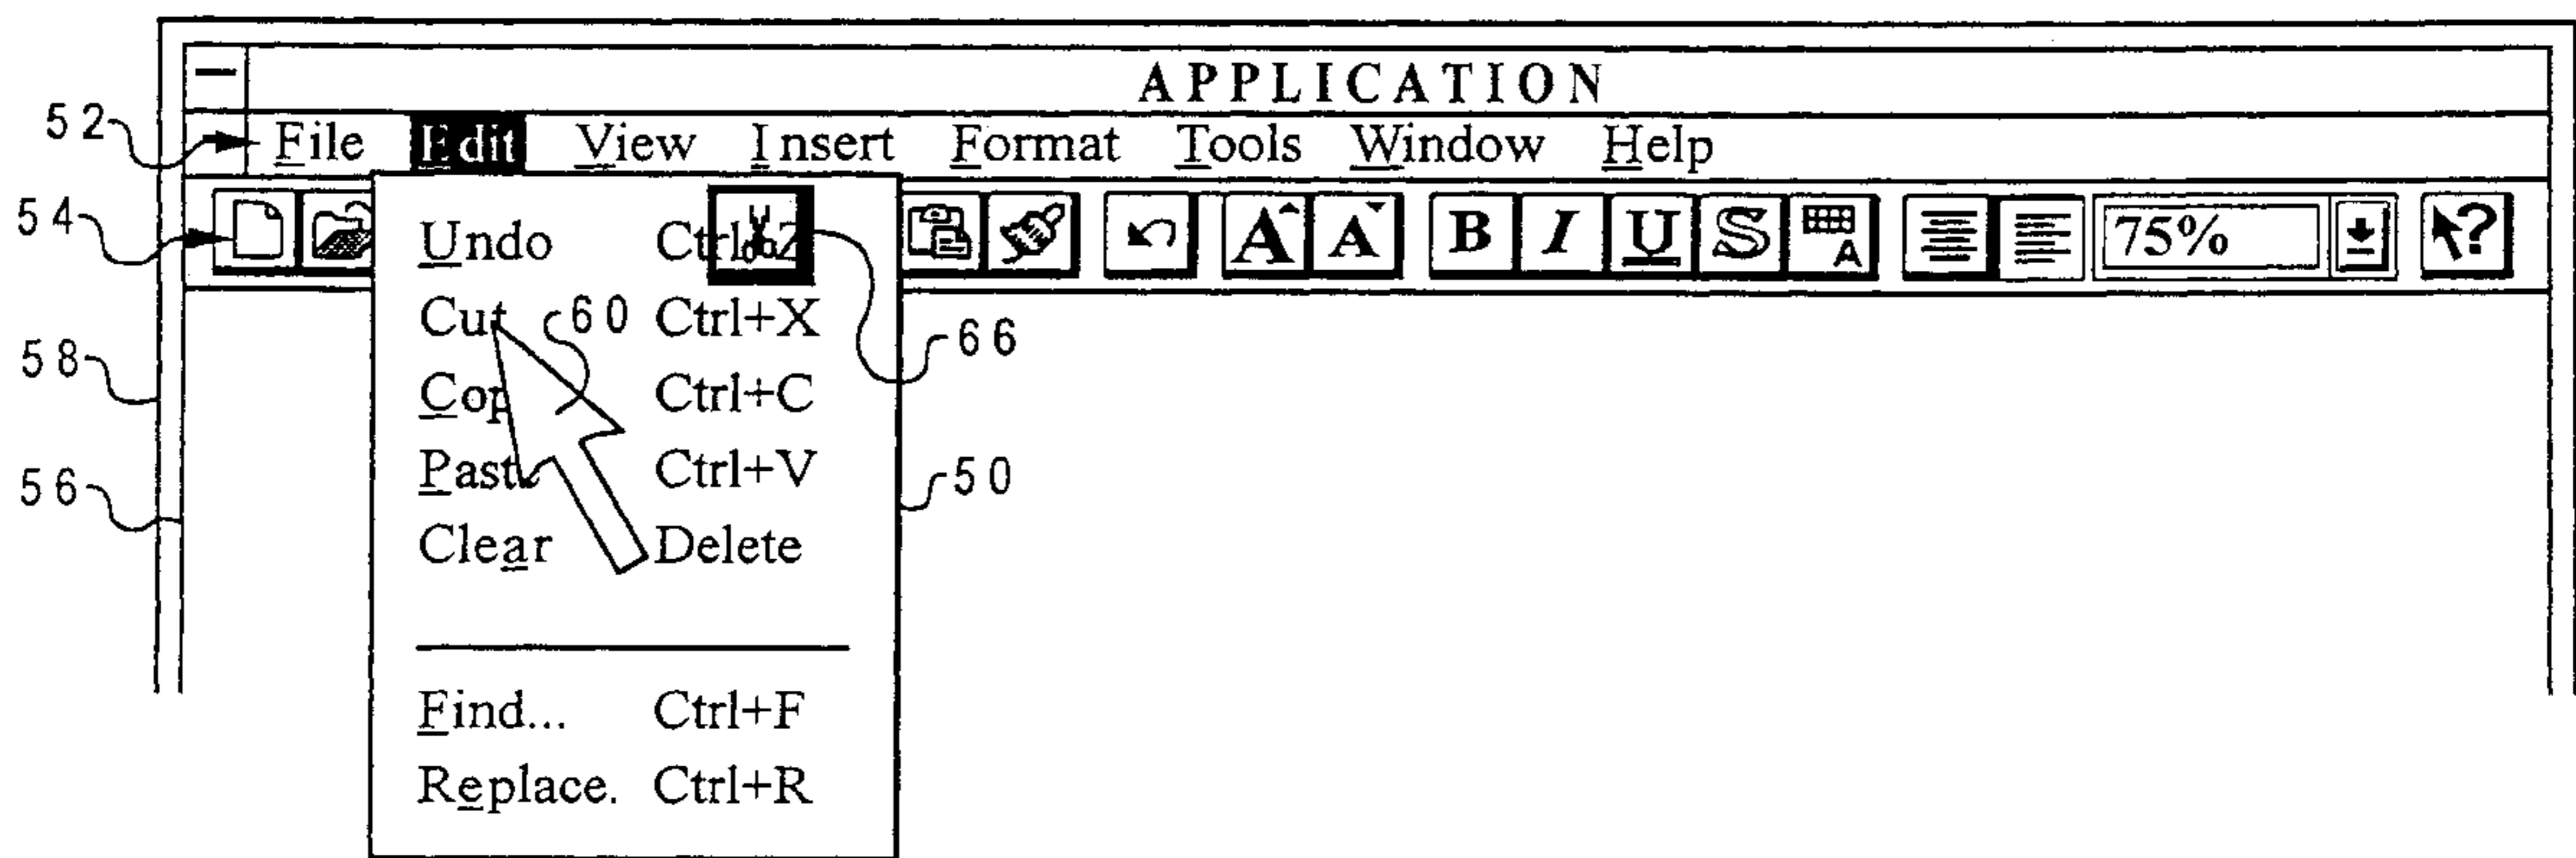 APPLICATION
52
File Edit View Insert Format Tools Window Help
54
Undo Ctrl+Z
A A B I U S A 75% ?
Cut 60 Ctrl+X
66
58
Cop Ctrl+C
56
Past Ctrl+V
50
Clear Delete
Find... Ctrl+F
Replace. Ctrl+R